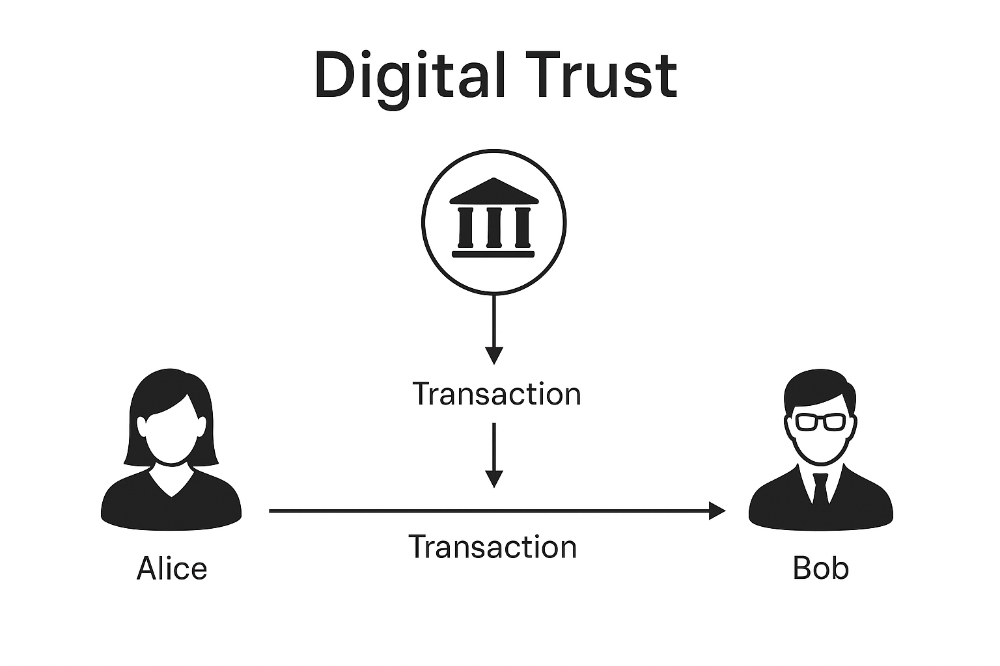 Digital Trust
Transaction
Transaction
Alice
Bob